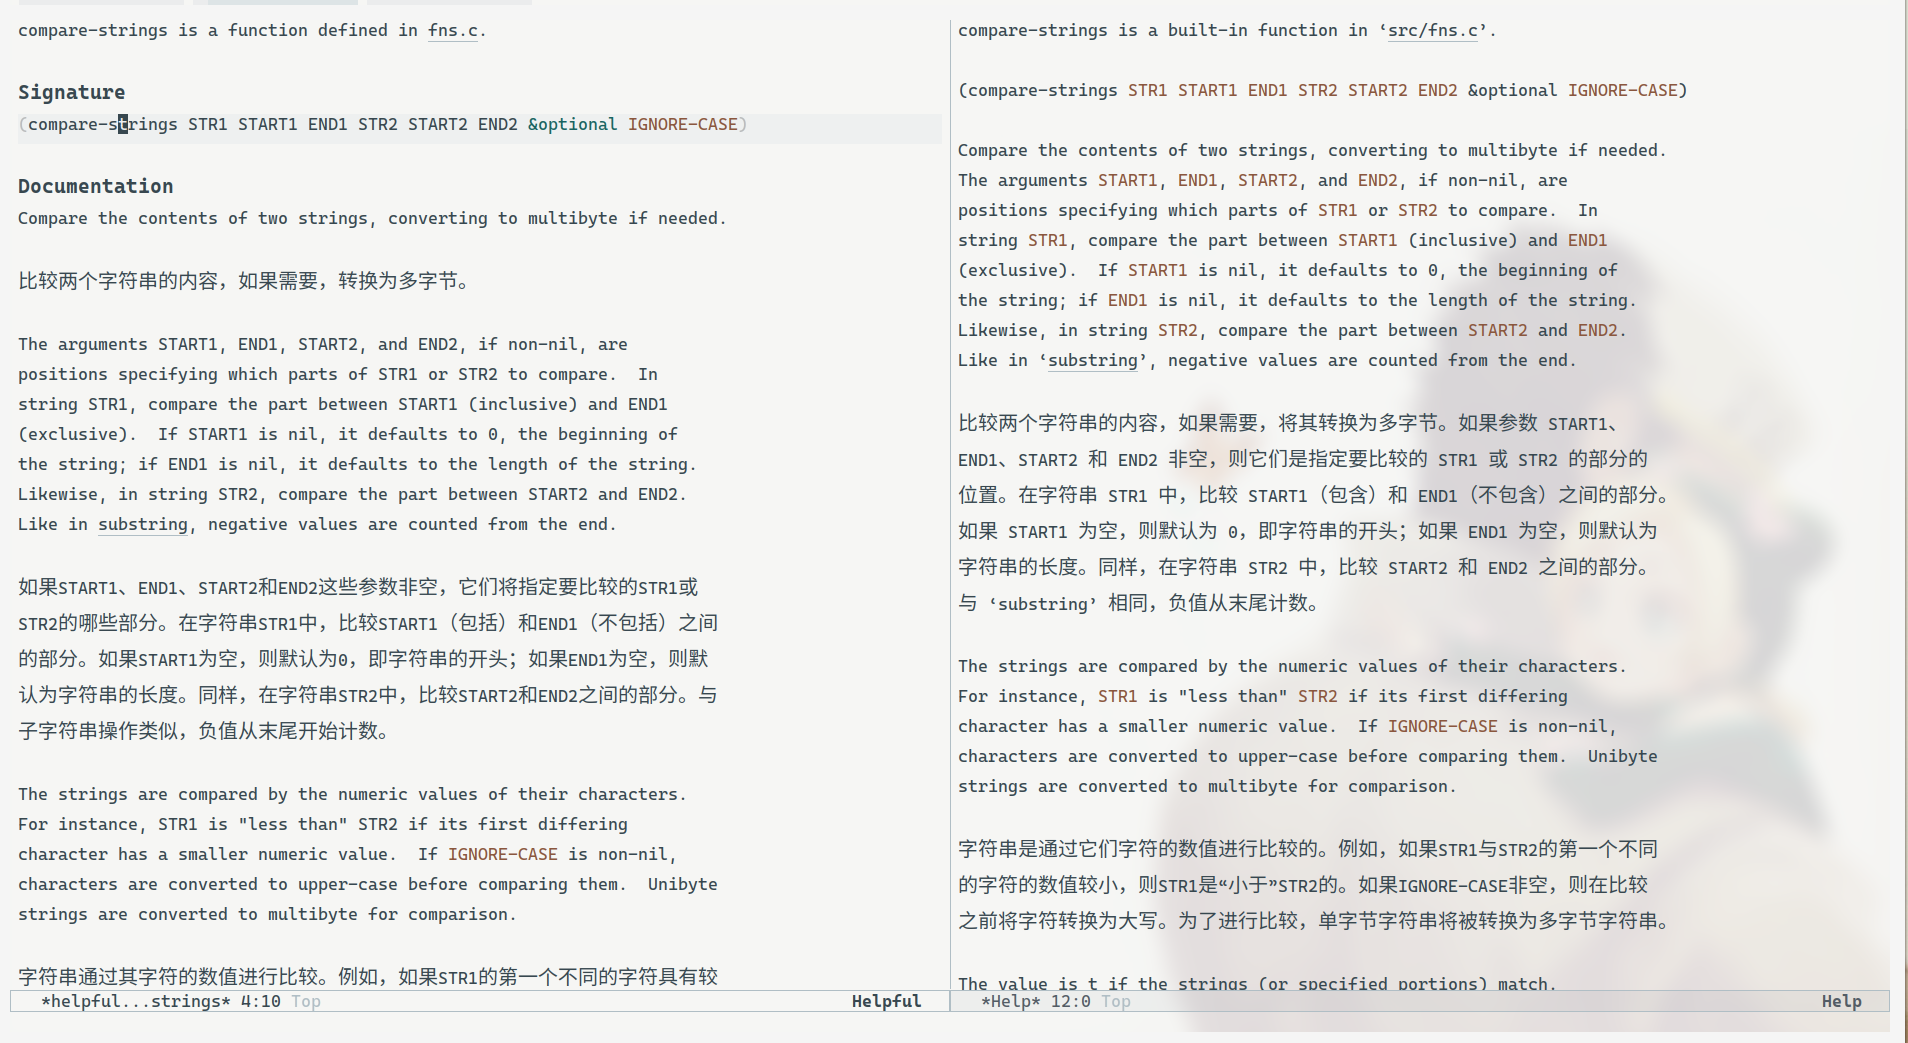 compare-strings is a function defined in fns.c.
Signature
(compare-strings STR1 START1 END1 STR2 START2 END2 &optional IGNORE-CASE)
Documentation
Compare the contents of two strings, converting to multibyte if needed.
比较两个字符串的内容，如果需要，转换为多字节。
The arguments START1, END1, START2, and END2, if non-nil, are
positions specifying which parts of STR1 or STR2 to compare.  In
string STR1, compare the part between START1 (inclusive) and END1
(exclusive).  If START1 is nil, it defaults to 0, the beginning of
the string; if END1 is nil, it defaults to the length of the string.
Likewise, in string STR2, compare the part between START2 and END2.
Like in substring, negative values are counted from the end.
如果START1、END1、START2和END2这些参数非空，它们将指定要比较的STR1或
STR2的哪些部分。在字符串STR1中，比较START1（包括）和END1（不包括）之间
的部分。如果START1为空，则默认为0，即字符串的开头；如果END1为空，则默
认为字符串的长度。同样，在字符串STR2中，比较START2和END2之间的部分。与
子字符串操作类似，负值从末尾开始计数。
The strings are compared by the numeric values of their characters.
For instance, STR1 is "less than" STR2 if its first differing
character has a smaller numeric value.  If IGNORE-CASE is non-nil,
characters are converted to upper-case before comparing them.  Unibyte
strings are converted to multibyte for comparison.
字符串通过其字符的数值进行比较。例如，如果STR1的第一个不同的字符具有较
*helpful...strings* 4:10 Top Helpful
compare-strings is a built-in function in ‘src/fns.c’.
(compare-strings STR1 START1 END1 STR2 START2 END2 &optional IGNORE-CASE)
Compare the contents of two strings, converting to multibyte if needed.
The arguments START1, END1, START2, and END2, if non-nil, are
positions specifying which parts of STR1 or STR2 to compare.  In
string STR1, compare the part between START1 (inclusive) and END1
(exclusive).  If START1 is nil, it defaults to 0, the beginning of
the string; if END1 is nil, it defaults to the length of the string.
Likewise, in string STR2, compare the part between START2 and END2.
Like in ‘substring’, negative values are counted from the end.
比较两个字符串的内容，如果需要，将其转换为多字节。如果参数 START1、
END1、START2 和 END2 非空，则它们是指定要比较的 STR1 或 STR2 的部分的
位置。在字符串 STR1 中，比较 START1（包含）和 END1（不包含）之间的部分。
如果 START1 为空，则默认为 0，即字符串的开头；如果 END1 为空，则默认为
字符串的长度。同样，在字符串 STR2 中，比较 START2 和 END2 之间的部分。
与 ‘substring’ 相同，负值从末尾计数。
The strings are compared by the numeric values of their characters.
For instance, STR1 is "less than" STR2 if its first differing
character has a smaller numeric value.  If IGNORE-CASE is non-nil,
characters are converted to upper-case before comparing them.  Unibyte
strings are converted to multibyte for comparison.
字符串是通过它们字符的数值进行比较的。例如，如果STR1与STR2的第一个不同
的字符的数值较小，则STR1是“小于”STR2的。如果IGNORE-CASE非空，则在比较
之前将字符转换为大写。为了进行比较，单字节字符串将被转换为多字节字符串。
The value is t if the strings (or specified portions) match.
*Help* 12:0 Top Help